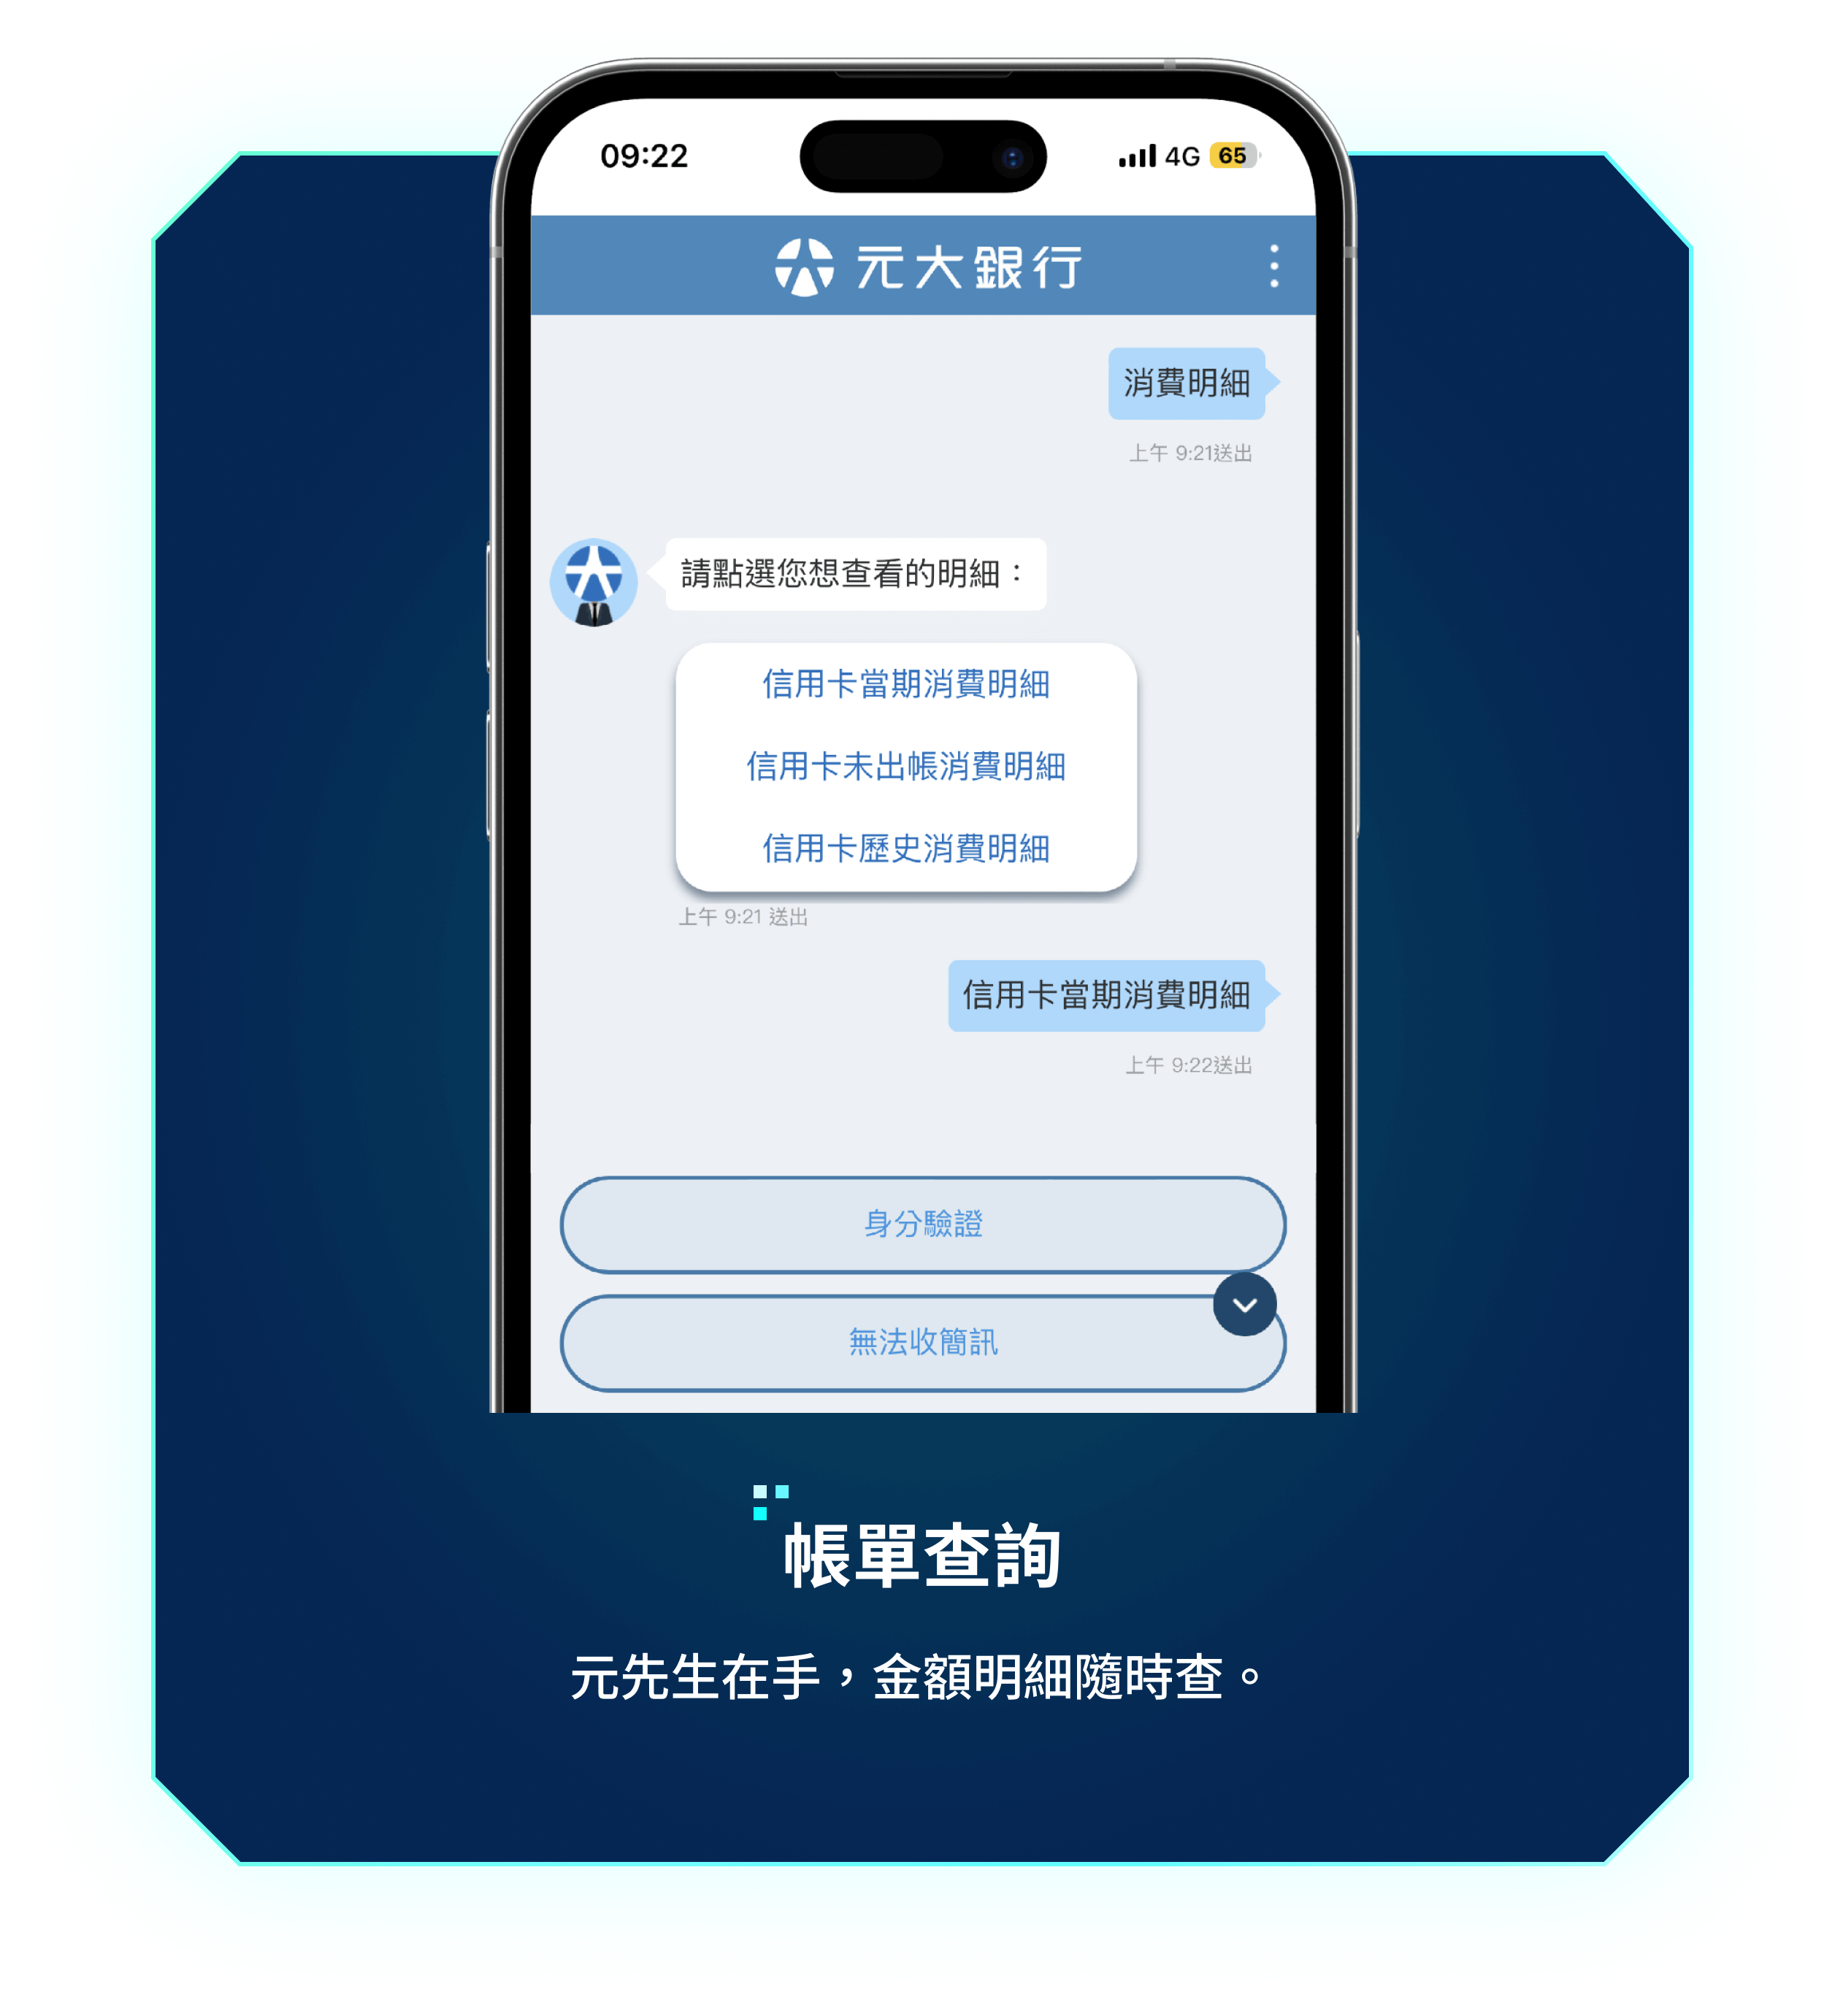 09:22
4G 65
元大銀行
消費明細
上午 9:21送出
請點選您想查看的明細：
信用卡當期消費明細
信用卡未出帳消費明細
信用卡歷史消費明細
上午 9:21 送出
信用卡當期消費明細
上午 9:22送出
身分驗證
無法收簡訊
帳單查詢
元先生在手，金額明細隨時查。